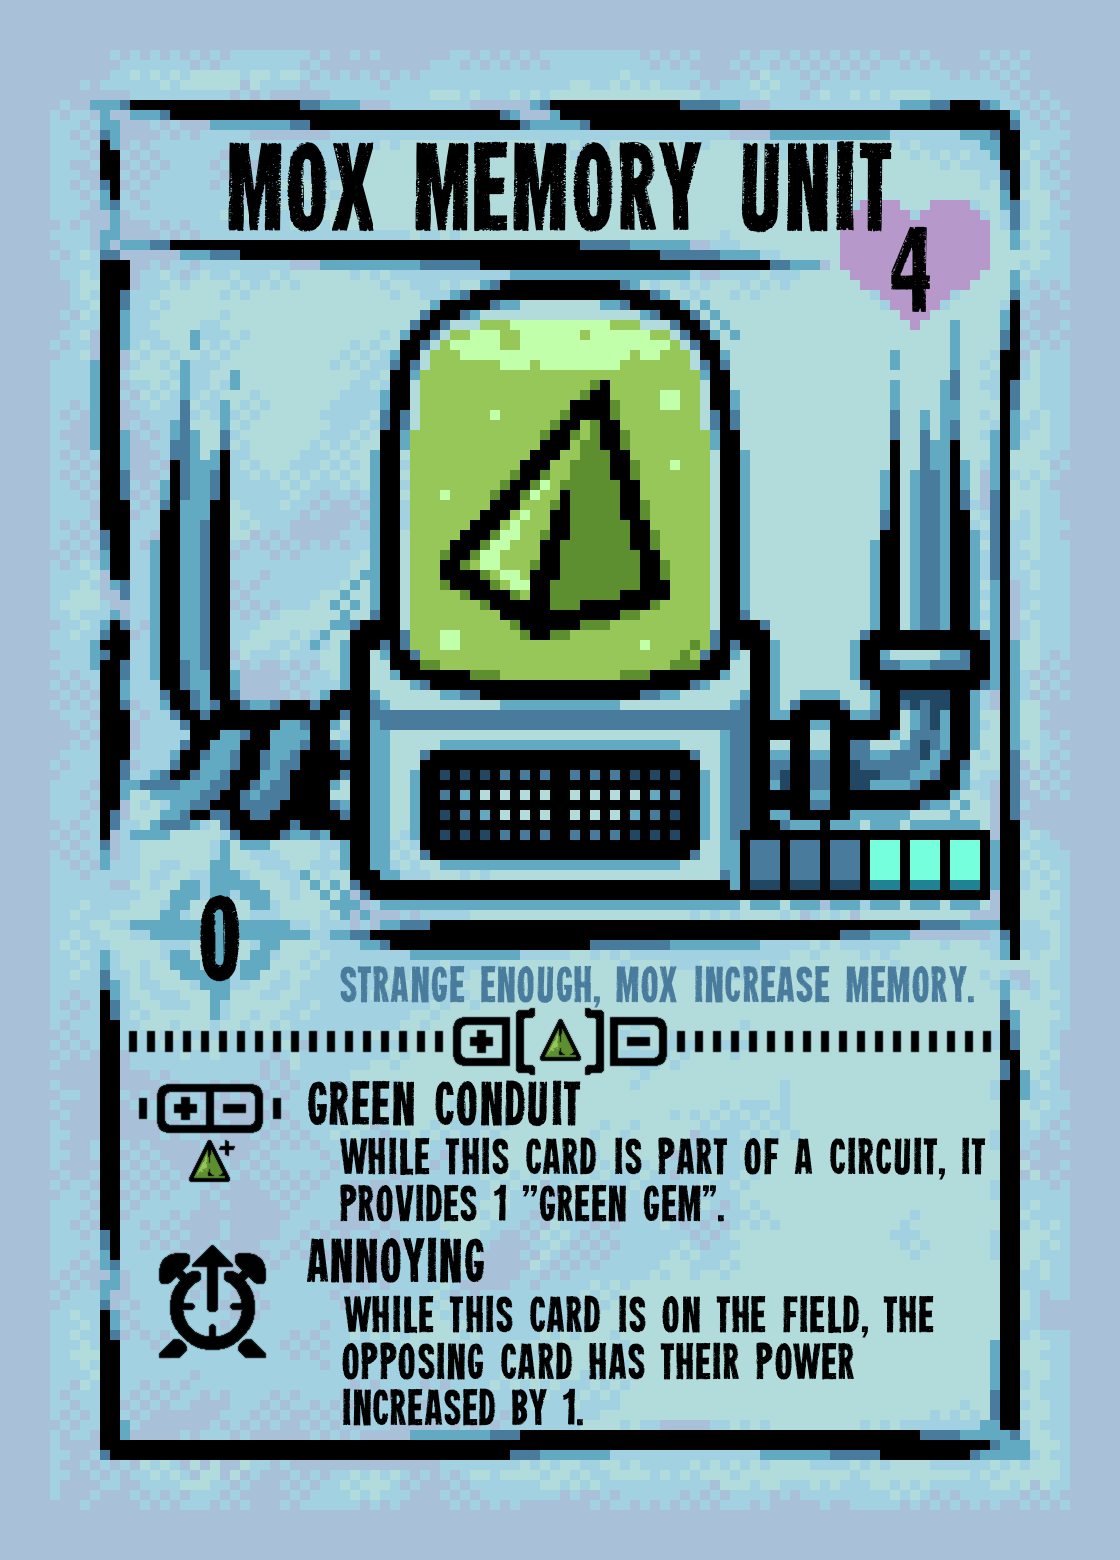 MOX MEMORY UNIT
4
0
STRANGE ENOUGH, MOX INCREASE MEMORY.
GREEN CONDUIT
WHILE THIS CARD IS PART OF A CIRCUIT, IT
PROVIDES 1 "GREEN GEM".
ANNOYING
WHILE THIS CARD IS ON THE FIELD, THE
OPPOSING CARD HAS THEIR POWER
INCREASED BY 1.